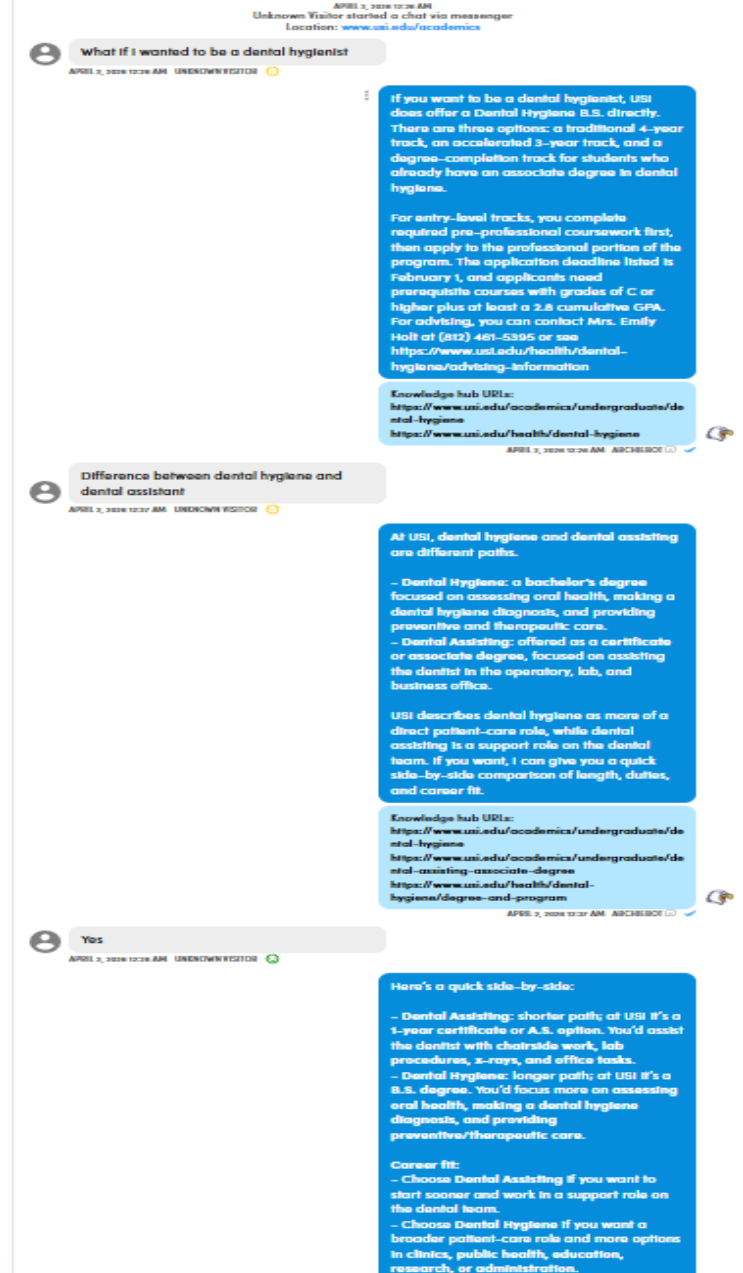 APRIL 2, 2026 12:26 AM
Unknown Visitor started a chat via messenger
Location: www.usi.edu/academics
What if I wanted to be a dental hygienist
APRIL 2, 2026 12:26 AM UNKNOWN VISITOR
If you want to be a dental hygienist, USI
does offer a Dental Hygiene B.S. directly.
There are three options: a traditional 4-year
track, an accelerated 3-year track, and a
degree-completion track for students who
already have an associate degree in dental
hygiene.
For entry-level tracks, you complete
required pre-professional coursework first,
then apply to the professional portion of the
program. The application deadline listed is
February 1, and applicants need
prerequisite courses with grades of C or
higher plus at least a 2.8 cumulative GPA.
For advising, you can contact Mrs. Emily
Holt at (812) 461-5395 or see
https://www.usi.edu/health/dental-
hygiene/advising-information
Knowledge hub URLs:
https://www.usi.edu/academics/undergraduate/de
ntal-hygiene
https://www.usi.edu/health/dental-hygiene
APRIL 2, 2026 12:26 AM ARCHIEBOT
Difference between dental hygiene and
dental assistant
APRIL 2, 2026 12:27 AM UNKNOWN VISITOR
At USI, dental hygiene and dental assisting
are different paths.
- Dental Hygiene: a bachelor's degree
focused on assessing oral health, making a
dental hygiene diagnosis, and providing
preventive and therapeutic care.
- Dental Assisting: offered as a certificate
or associate degree, focused on assisting
the dentist in the operatory, lab, and
business office.
USI describes dental hygiene as more of a
direct patient-care role, while dental
assisting is a support role on the dental
team. If you want, I can give you a quick
side-by-side comparison of length, duties,
and career fit.
Knowledge hub URLs:
https://www.usi.edu/academics/undergraduate/de
ntal-hygiene
https://www.usi.edu/academics/undergraduate/de
ntal-assisting-associate-degree
https://www.usi.edu/health/dental-
hygiene/degree-and-program
APRIL 2, 2026 12:27 AM ARCHIEBOT
Yes
APRIL 2, 2026 12:28 AM UNKNOWN VISITOR
Here's a quick side-by-side:
- Dental Assisting: shorter path; at USI it's a
1-year certificate or A.S. option. You'd assist
the dentist with chairside work, lab
procedures, x-rays, and office tasks.
- Dental Hygiene: longer path; at USI it's a
B.S. degree. You'd focus more on assessing
oral health, making a dental hygiene
diagnosis, and providing
preventive/therapeutic care.
Career fit:
- Choose Dental Assisting if you want to
start sooner and work in a support role on
the dental team.
- Choose Dental Hygiene if you want a
broader patient-care role and more options
in clinics, public health, education,
research, or administration.